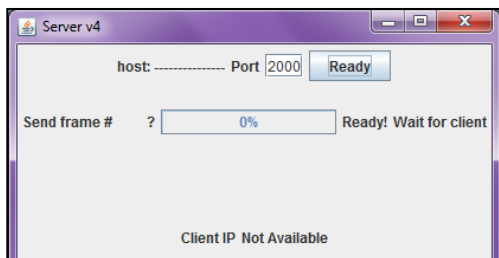 Server v4
host: --------------- Port 2000 Ready
Send frame # ? 0% Ready! Wait for client
Client IP Not Available